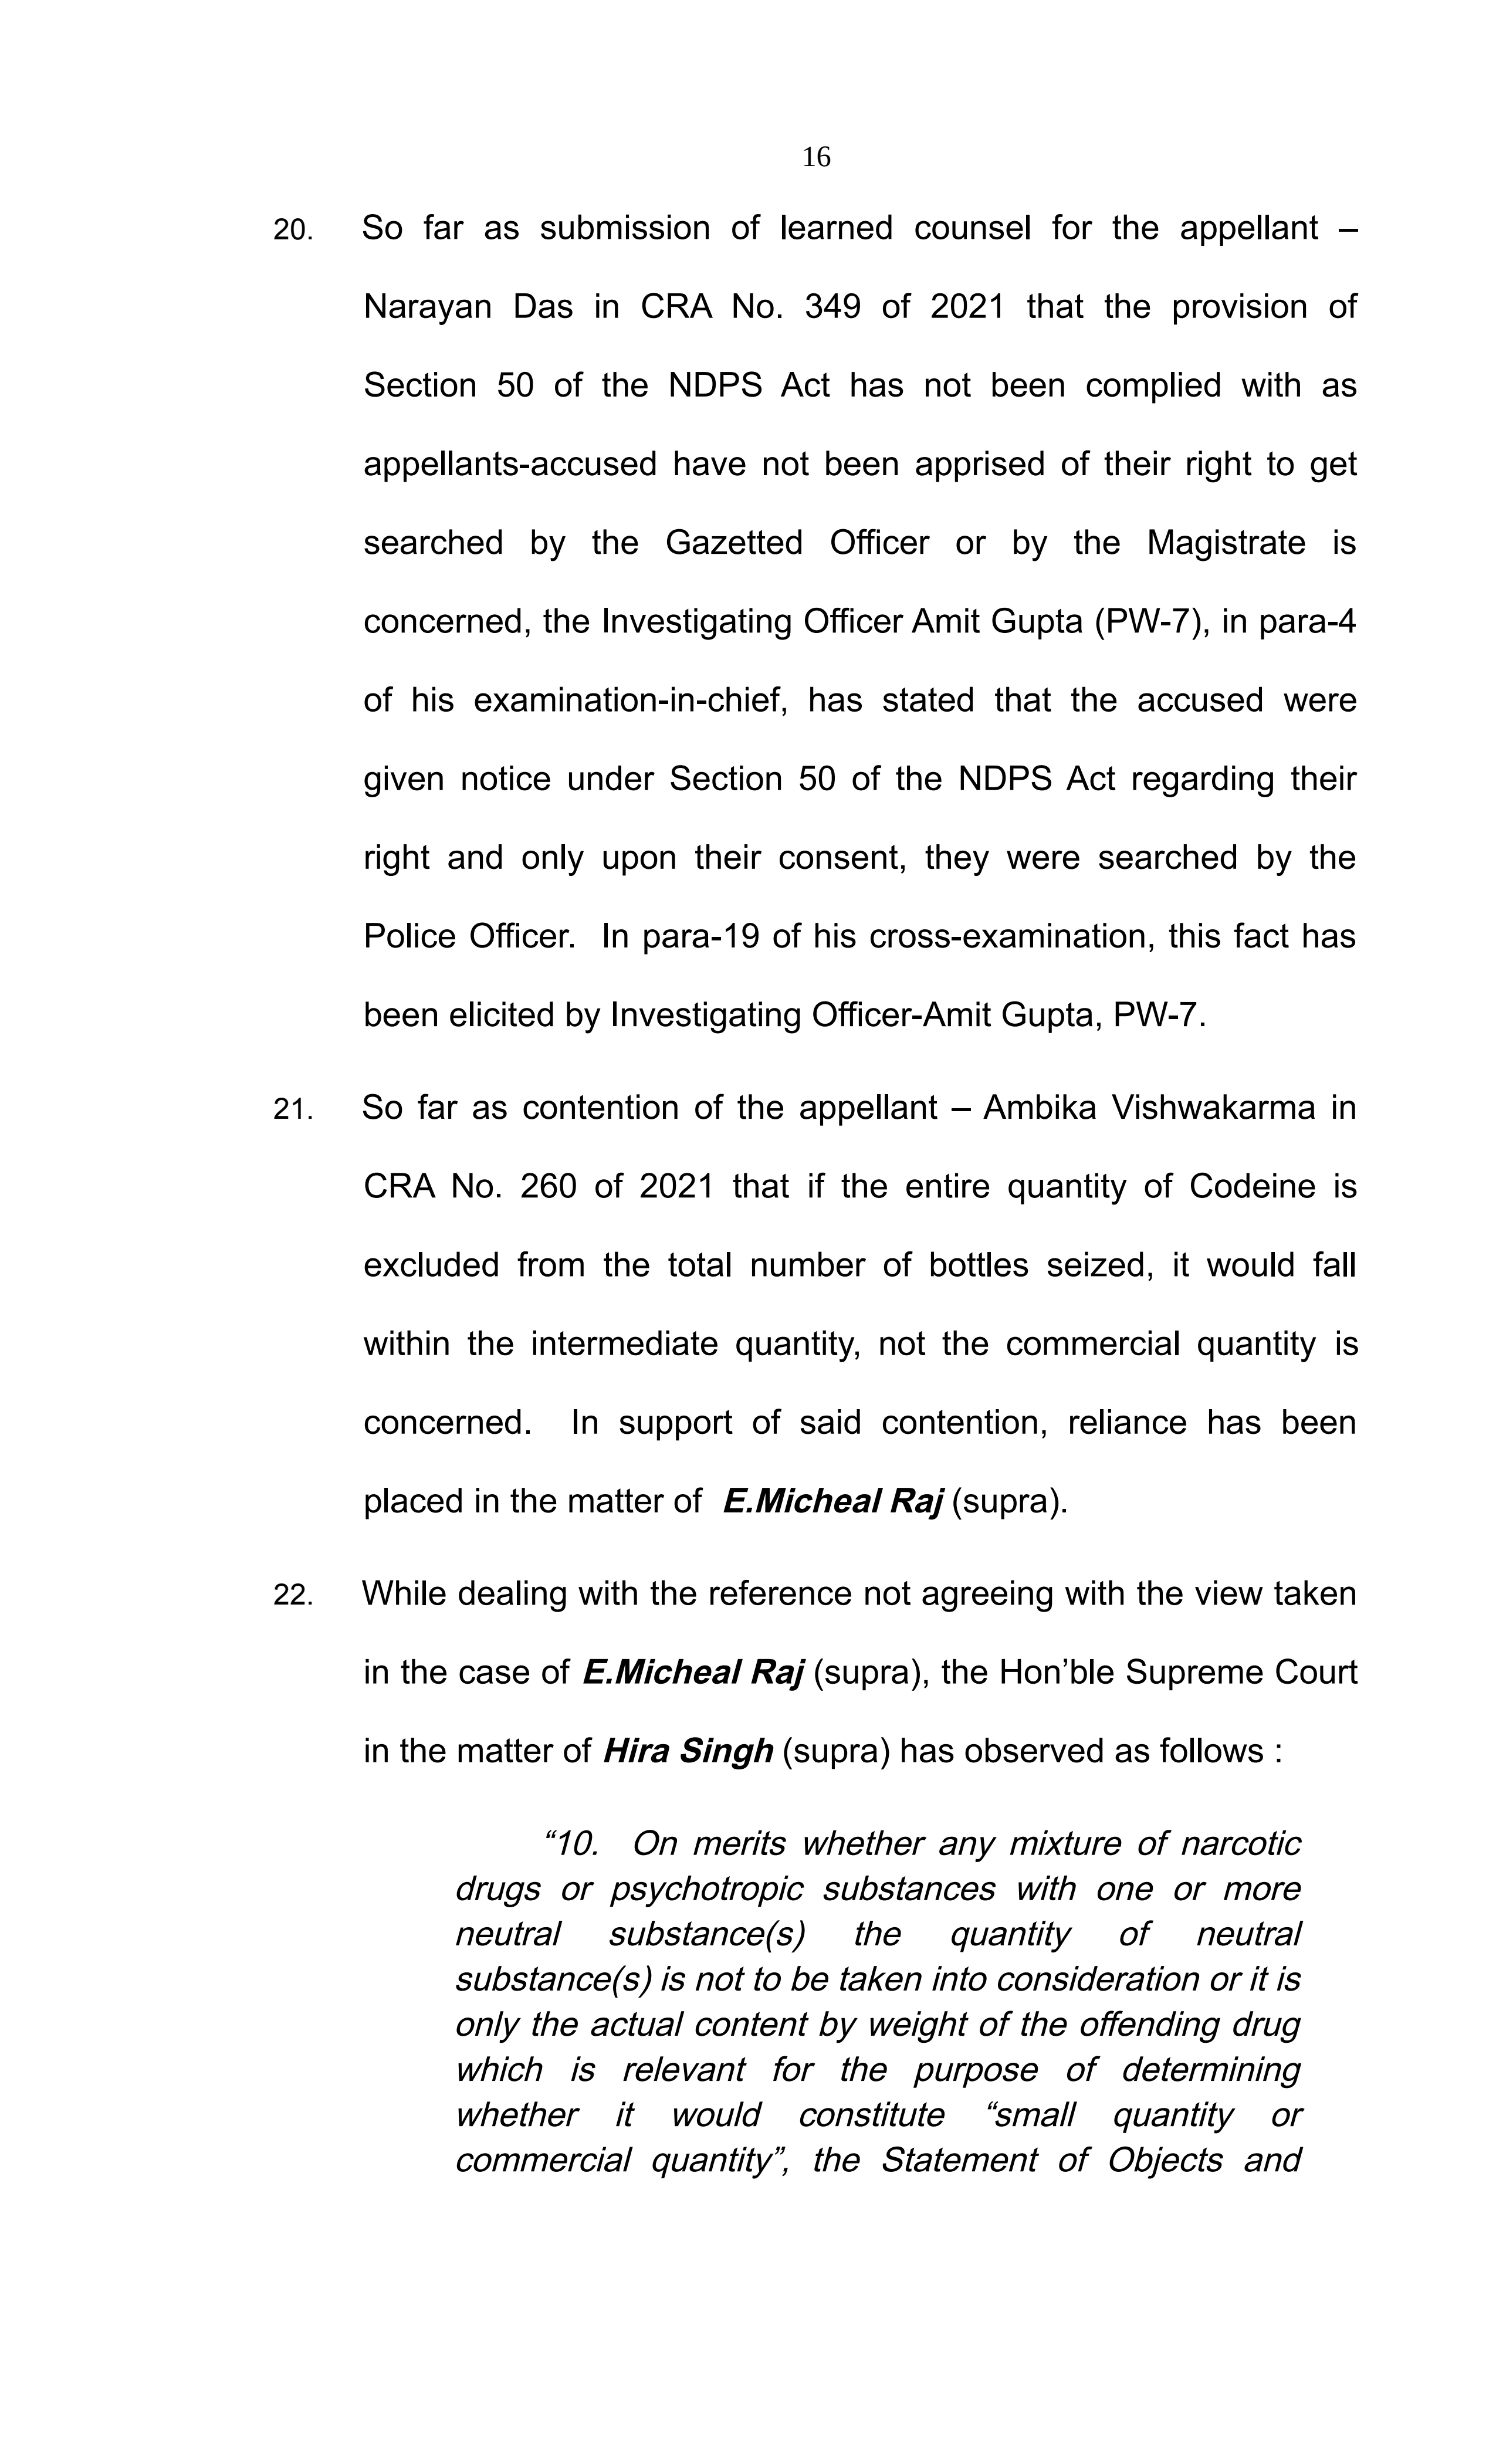 16
20. So far as submission of learned counsel for the appellant –
Narayan Das in CRA No. 349 of 2021 that the provision of
Section 50 of the NDPS Act has not been complied with as
appellants-accused have not been apprised of their right to get
searched by the Gazetted Officer or by the Magistrate is
concerned, the Investigating Officer Amit Gupta (PW-7), in para-4
of his examination-in-chief, has stated that the accused were
given notice under Section 50 of the NDPS Act regarding their
right and only upon their consent, they were searched by the
Police Officer. In para-19 of his cross-examination, this fact has
been elicited by Investigating Officer-Amit Gupta, PW-7.
21. So far as contention of the appellant – Ambika Vishwakarma in
CRA No. 260 of 2021 that if the entire quantity of Codeine is
excluded from the total number of bottles seized, it would fall
within the intermediate quantity, not the commercial quantity is
concerned. In support of said contention, reliance has been
placed in the matter of E.Micheal Raj (supra).
22. While dealing with the reference not agreeing with the view taken
in the case of E.Micheal Raj (supra), the Hon’ble Supreme Court
in the matter of Hira Singh (supra) has observed as follows :
“10. On merits whether any mixture of narcotic
drugs or psychotropic substances with one or more
neutral substance(s) the quantity of neutral
substance(s) is not to be taken into consideration or it is
only the actual content by weight of the offending drug
which is relevant for the purpose of determining
whether it would constitute “small quantity or
commercial quantity”, the Statement of Objects and